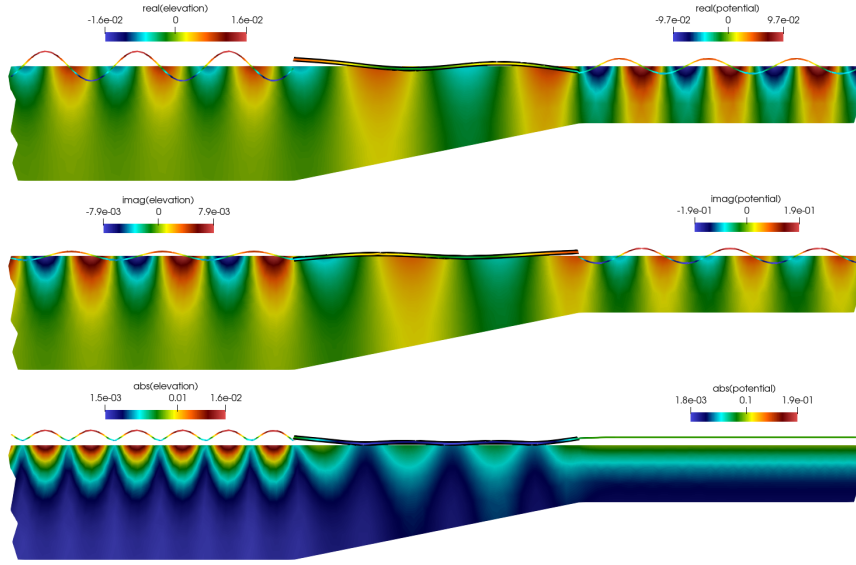 real(elevation)
-1.6e-02 0 1.6e-02
real(potential)
-9.7e-02 0 9.7e-02
imag(elevation)
-7.9e-03 0 7.9e-03
imag(potential)
-1.9e-01 0 1.9e-01
abs(elevation)
1.5e-03 0.01 1.6e-02
abs(potential)
1.8e-03 0.1 1.9e-01